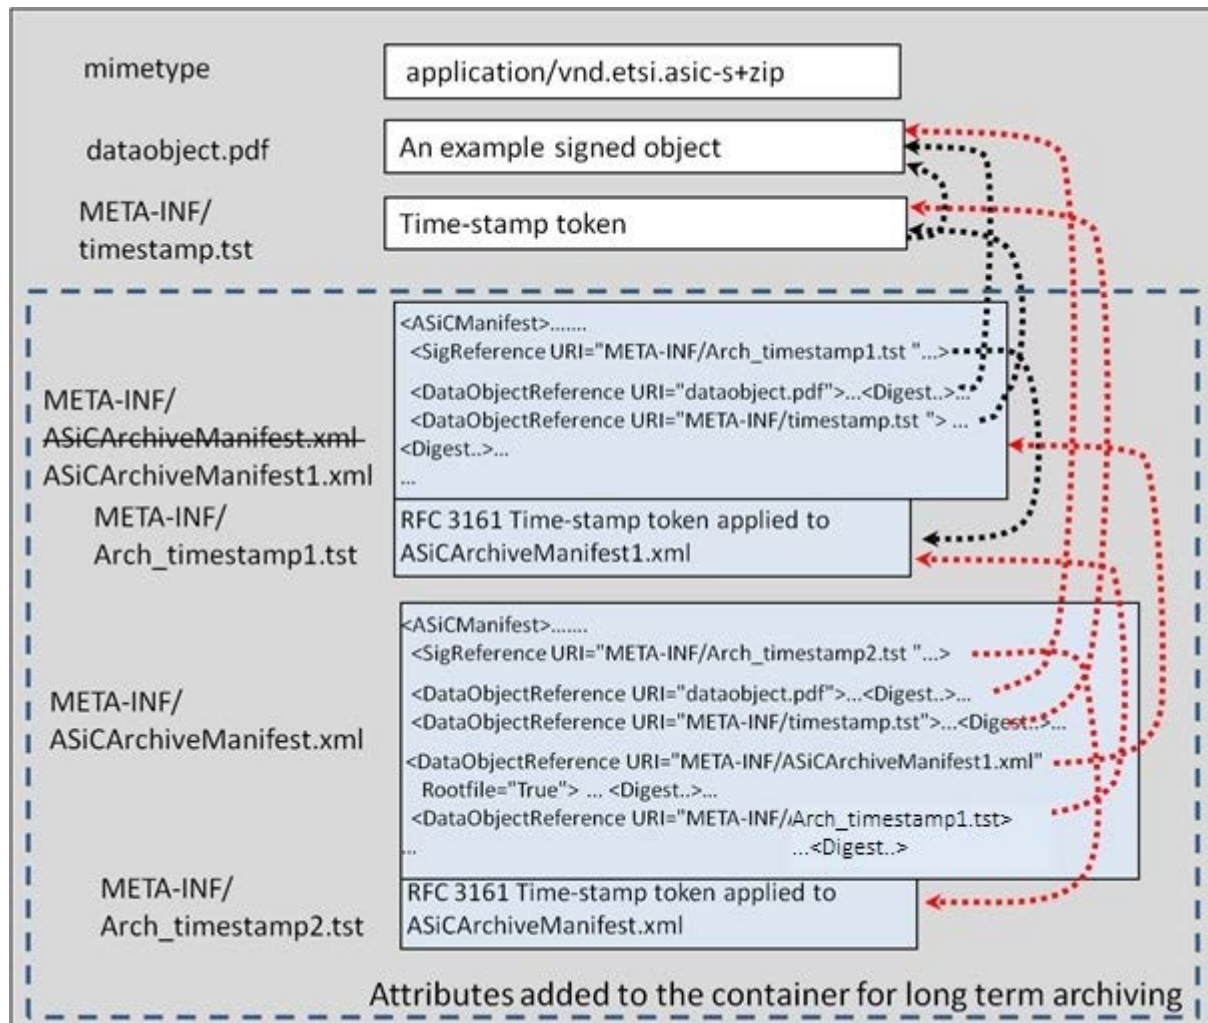 mimetype
application/vnd.etsi.asic-s+zip
dataobject.pdf
An example signed object
META-INF/
timestamp.tst
Time-stamp token
META-INF/
ASiCArchiveManifest.xml
ASiCArchiveManifest1.xml
<ASiCManifest>.......
<SigReference URI="META-INF/Arch_timestamp1.tst "...>
<DataObjectReference URI="dataobject.pdf">...<Digest..>...
<DataObjectReference URI="META-INF/timestamp.tst "> ...
<Digest..>...
...
META-INF/
Arch_timestamp1.tst
RFC 3161 Time-stamp token applied to
ASiCArchiveManifest1.xml
META-INF/
ASiCArchiveManifest.xml
<ASiCManifest>.......
<SigReference URI="META-INF/Arch_timestamp2.tst "...>
<DataObjectReference URI="dataobject.pdf">...<Digest..>...
<DataObjectReference URI="META-INF/timestamp.tst">...<Digest..>...
<DataObjectReference URI="META-INF/ASiCArchiveManifest1.xml"
Rootfile="True"> ... <Digest..>...
<DataObjectReference URI="META-INF/Arch_timestamp1.tst>
... ...<Digest..>
META-INF/
Arch_timestamp2.tst
RFC 3161 Time-stamp token applied to
ASiCArchiveManifest.xml
Attributes added to the container for long term archiving